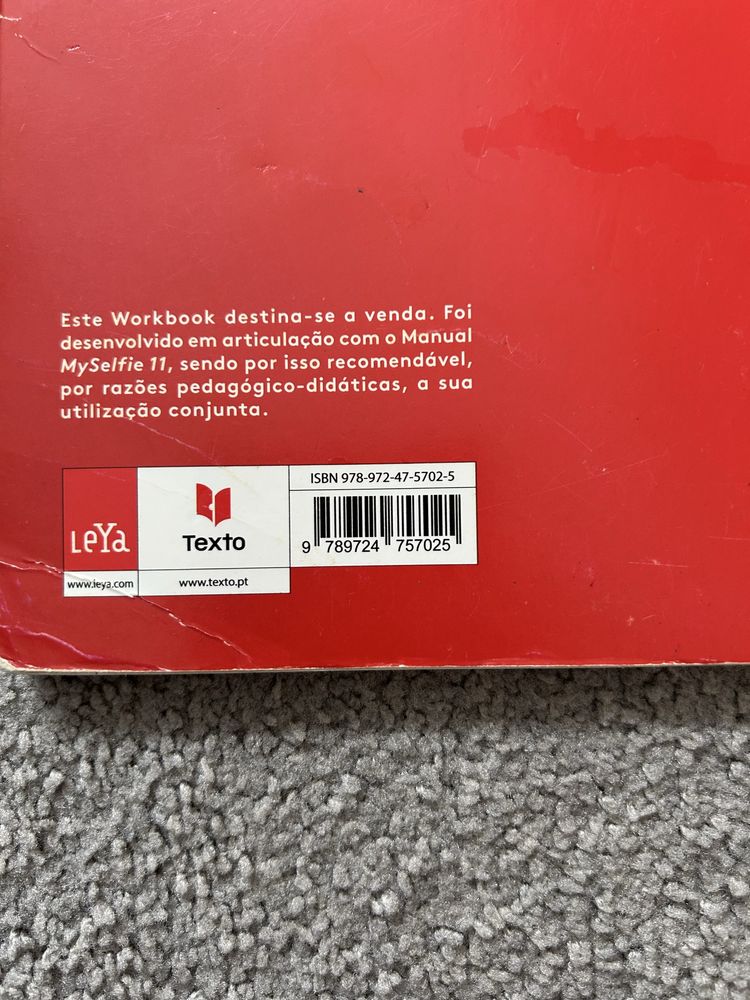 Este Workbook destina-se a venda. Foi
desenvolvido em articulação com o Manual
MySelfie 11, sendo por isso recomendável,
por razões pedagógico-didáticas, a sua
utilização conjunta.
LeYa
www.leya.com
Texto
www.texto.pt
ISBN 978-972-47-5702-5
9 789724 757025